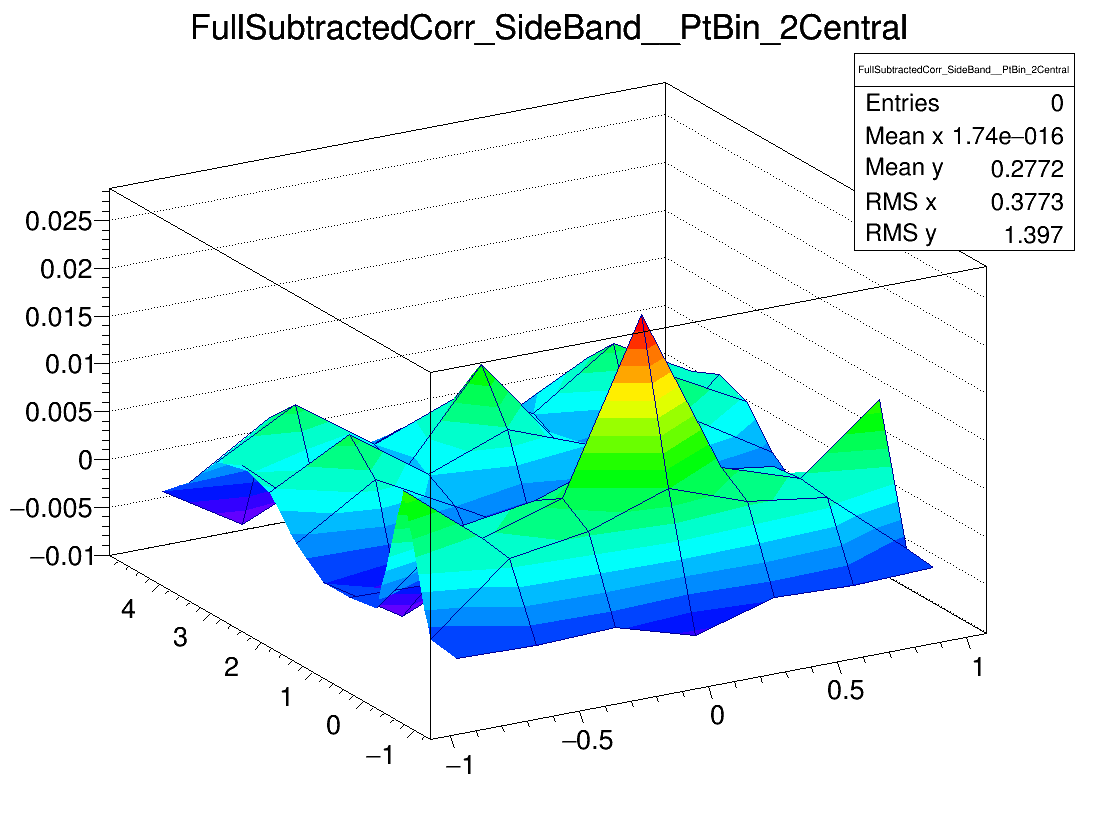 FullSubtractedCorr_SideBand__PtBin_2Central
FullSubtractedCorr_SideBand__PtBin_2Central
Entries 0
Mean x 1.74e−016
Mean y 0.2772
RMS x 0.3773
RMS y 1.397
0.025
0.02
0.015
0.01
0.005
0
−0.005
−0.01
4
3
2
1
0
−1
−1
−0.5
0
0.5
1